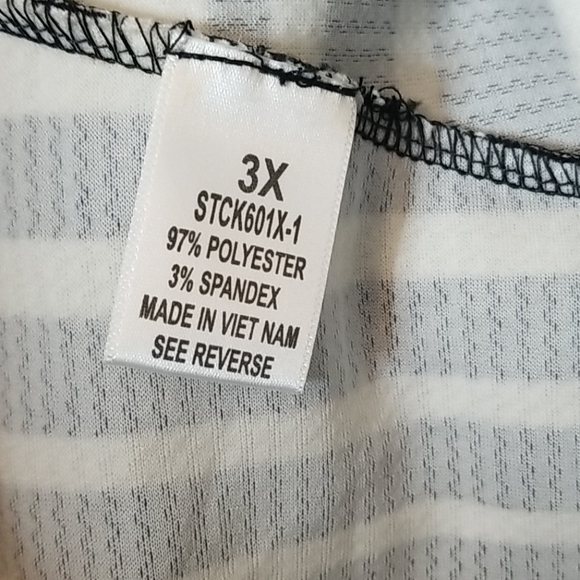 3X
STCK601X-1
97% POLYESTER
3% SPANDEX
MADE IN VIET NAM
SEE REVERSE